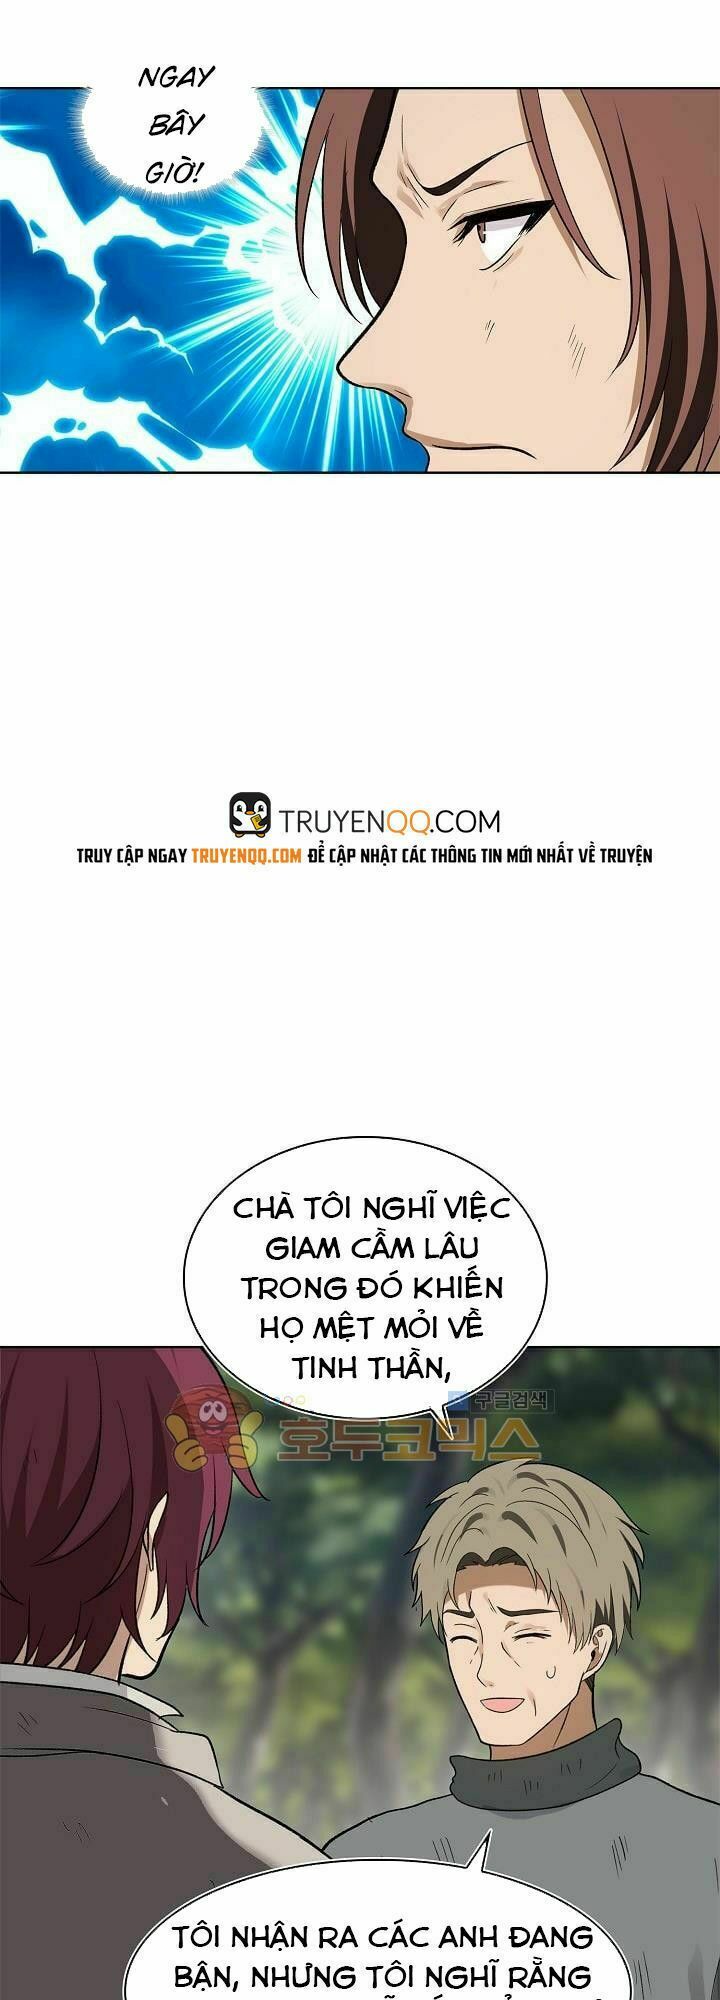 NGAY
BÂY
GIỜ!
TRUYENQQ.COM
TRUY CẬP NGAY TRUYENQQ.COM ĐỂ CẬP NHẬT CÁC THÔNG TIN MỚI NHẤT VỀ TRUYỆN
CHÀ TÔI NGHĨ VIỆC
GIAM CẦM LÂU
TRONG ĐÓ KHIẾN
HỌ MỆT MỎI VỀ
TINH THẦN,
구글검색
호두코믹스
TÔI NHẬN RA CÁC ANH ĐANG
BẬN, NHƯNG TÔI NGHĨ RẰNG